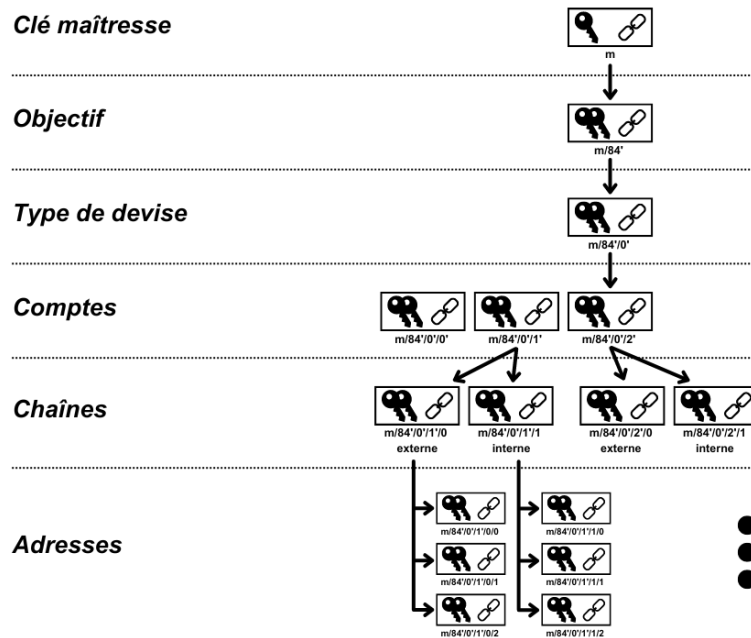 Clé maîtresse
m
Objectif
m/84'
Type de devise
m/84'/0'
Comptes
m/84'/0'/0'
m/84'/0'/1'
m/84'/0'/2'
Chaînes
m/84'/0'/1'/0
externe
m/84'/0'/1'/1
interne
m/84'/0'/2'/0
externe
m/84'/0'/2'/1
interne
Adresses
m/84'/0'/1'/0/0
m/84'/0'/1'/1/0
m/84'/0'/1'/0/1
m/84'/0'/1'/1/1
m/84'/0'/1'/0/2
m/84'/0'/1'/1/2